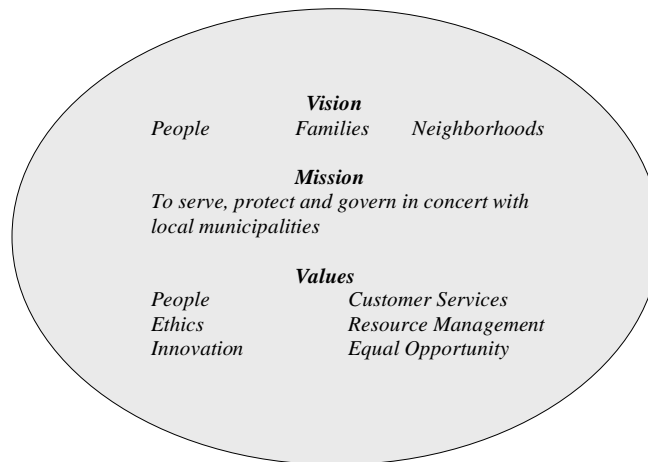 Vision
People Families Neighborhoods
Mission
To serve, protect and govern in concert with
local municipalities
Values
People Customer Services
Ethics Resource Management
Innovation Equal Opportunity